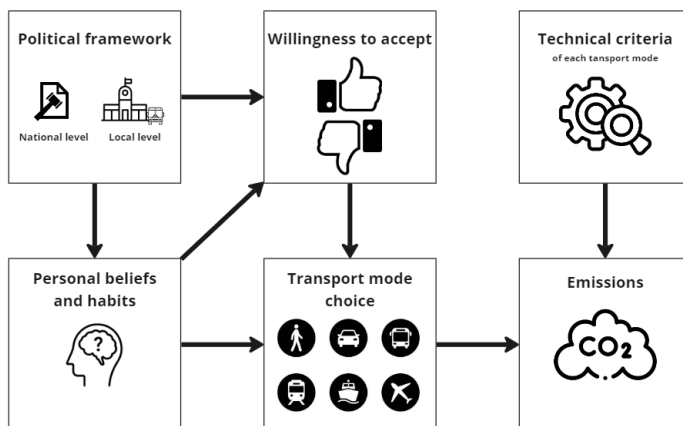 Political framework
National level
Local level
Willingness to accept
Technical criteria
of each tansport mode
Personal beliefs
and habits
?
Transport mode
choice
Emissions
CO2